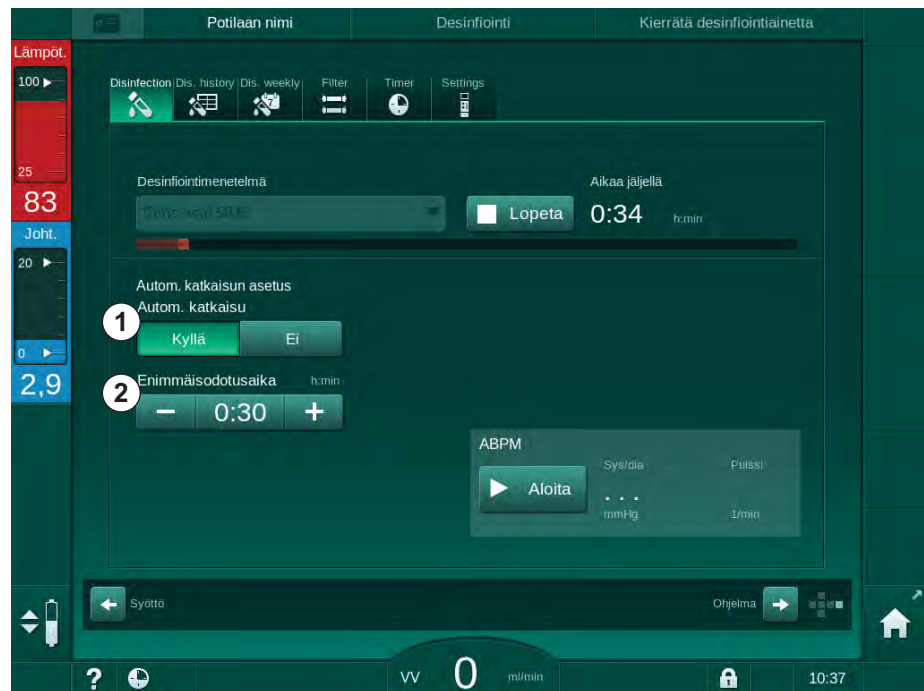 Potilaan nimi Desinfiointi Kierrätä desinfiointiainetta
Lämpöt.
100
25
83
Joht.
20
0
2,9
Disinfection Dis. history Dis. weekly Filter Timer Settings
Desinfiointimenetelmä
Lopeta
Aikaa jäljellä
0:34 h:min
Autom. katkaisun asetus
Autom. katkaisu
1
Kyllä Ei
2
Enimmäisodotusaika h:min
− 0:30 +
ABPM
Aloita
Sys/dia
. . .
mmHg
Pulssi
1/min
Syöttö
Ohjelma
? VV 0 ml/min 10:37